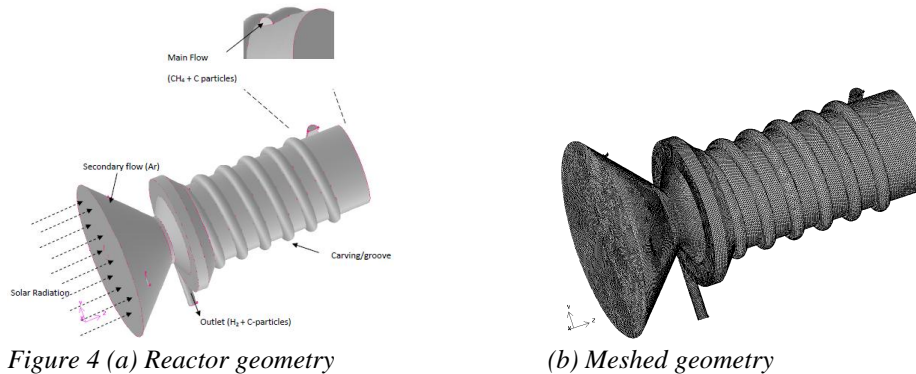 Main Flow
(CH₄ + C particles)
Secondary flow (Ar)
Carving/groove
Solar Radiation
Outlet (H₂ + C-particles)
Y
Z
Y
X
Z
Figure 4 (a) Reactor geometry (b) Meshed geometry